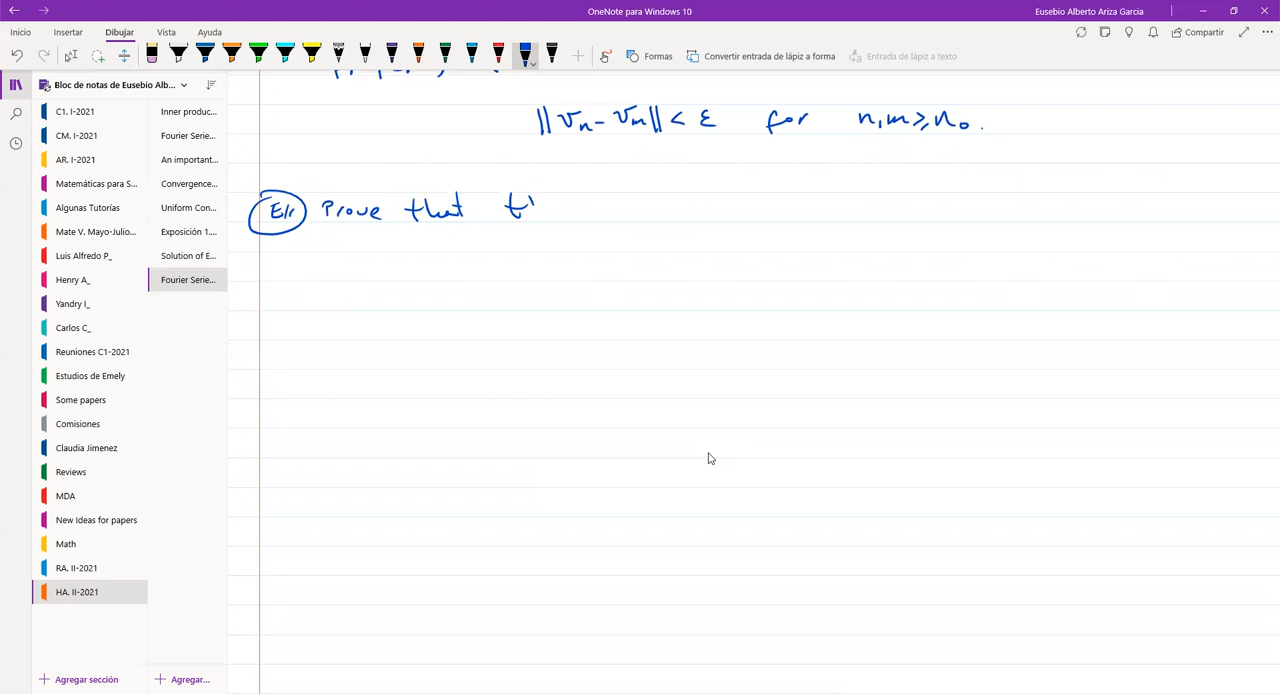 OneNote para Windows 10
Eusebio Alberto Ariza Garcia
Inicio Insertar Dibujar Vista Ayuda
Compartir
Formas
Convertir entrada de lápiz a forma
Entrada de lápiz a texto
Bloc de notas de Eusebio Alb...
C1. I-2021
CM. I-2021
AR. I-2021
Matemáticas para S...
Algunas Tutorías
Mate V. Mayo-Julio...
Luis Alfredo P_
Henry A_
Yandry I_
Carlos C_
Reuniones C1-2021
Estudios de Emely
Some papers
Comisiones
Claudia Jimenez
Reviews
MDA
New Ideas for papers
Math
RA. II-2021
HA. II-2021
Agregar sección
Inner produc...
Fourier Serie...
An important...
Convergence...
Uniform Con...
Exposición 1....
Solution of E...
Fourier Serie...
Agregar...
||vn - vm|| < ε for n,m ≥ n0.
Prove that